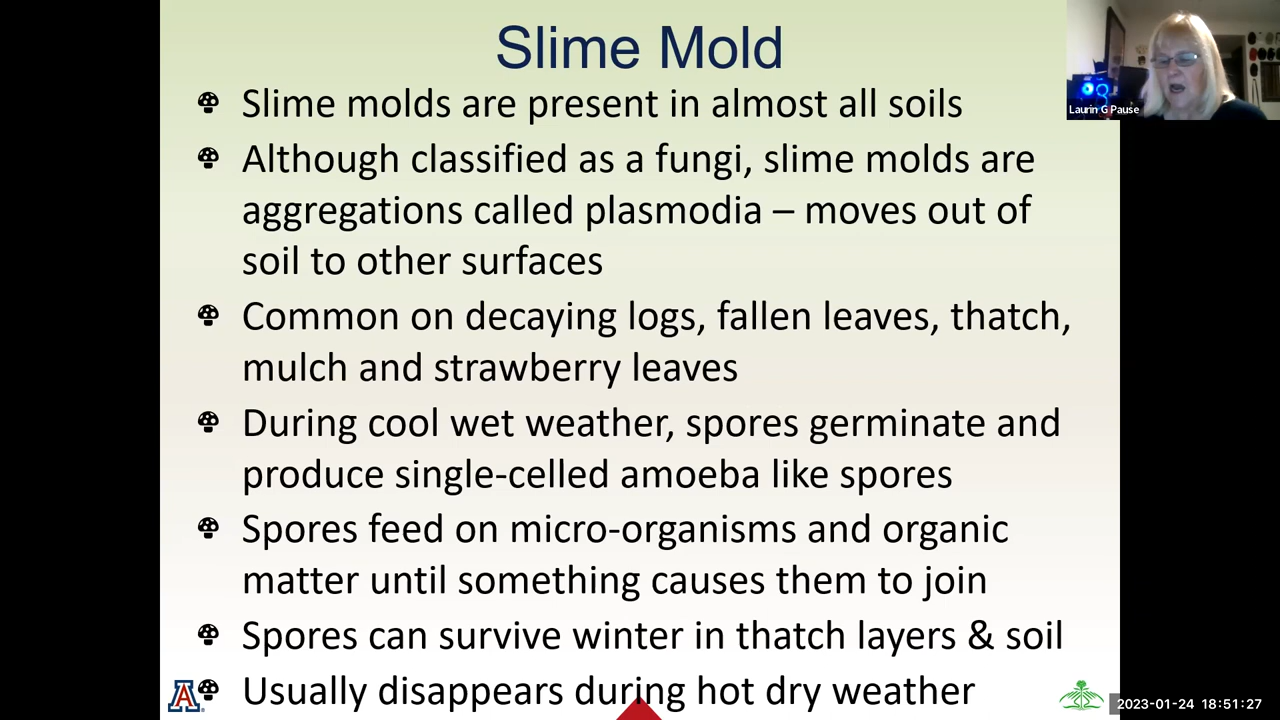 Slime Mold
Slime molds are present in almost all soils
Although classified as a fungi, slime molds are
aggregations called plasmodia – moves out of
soil to other surfaces
Common on decaying logs, fallen leaves, thatch,
mulch and strawberry leaves
During cool wet weather, spores germinate and
produce single-celled amoeba like spores
Spores feed on micro-organisms and organic
matter until something causes them to join
Spores can survive winter in thatch layers & soil
Usually disappears during hot dry weather
Laurin G Pause
A
2023-01-24 18:51:27